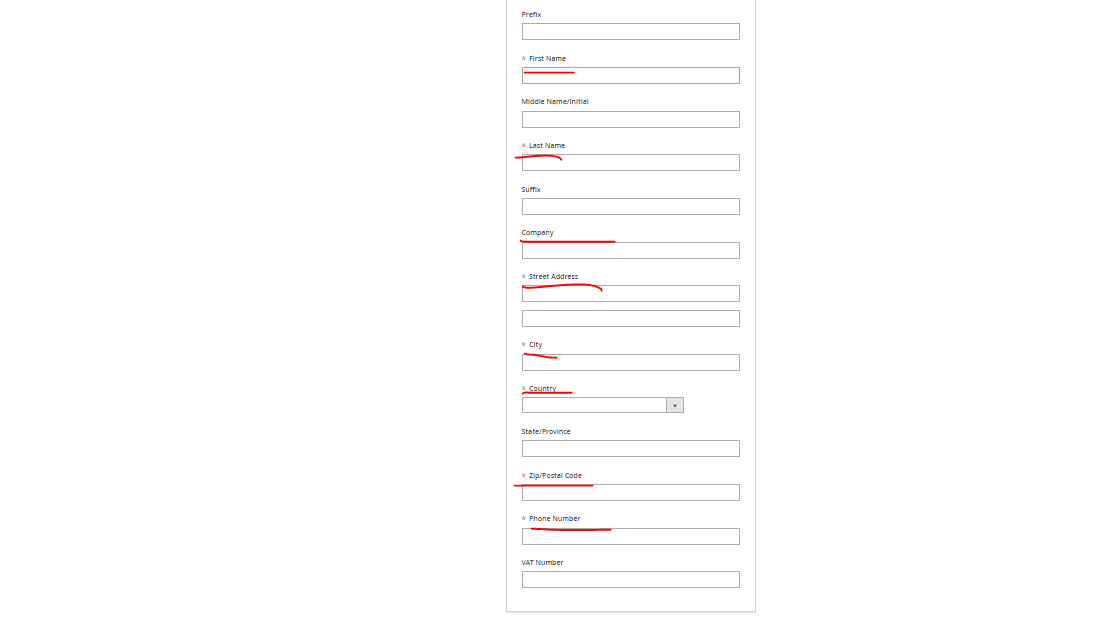 Prefix
* First Name
Middle Name/Initial
* Last Name
Suffix
Company
* Street Address
* City
* Country
State/Province
* Zip/Postal Code
* Phone Number
VAT Number